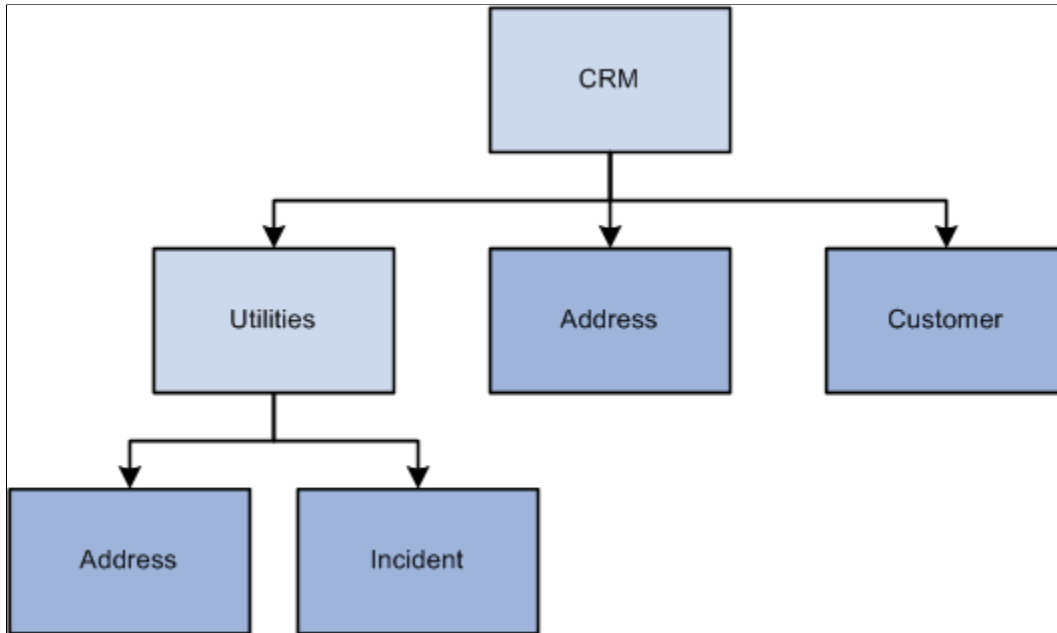 CRM
Utilities
Address
Customer
Address
Incident